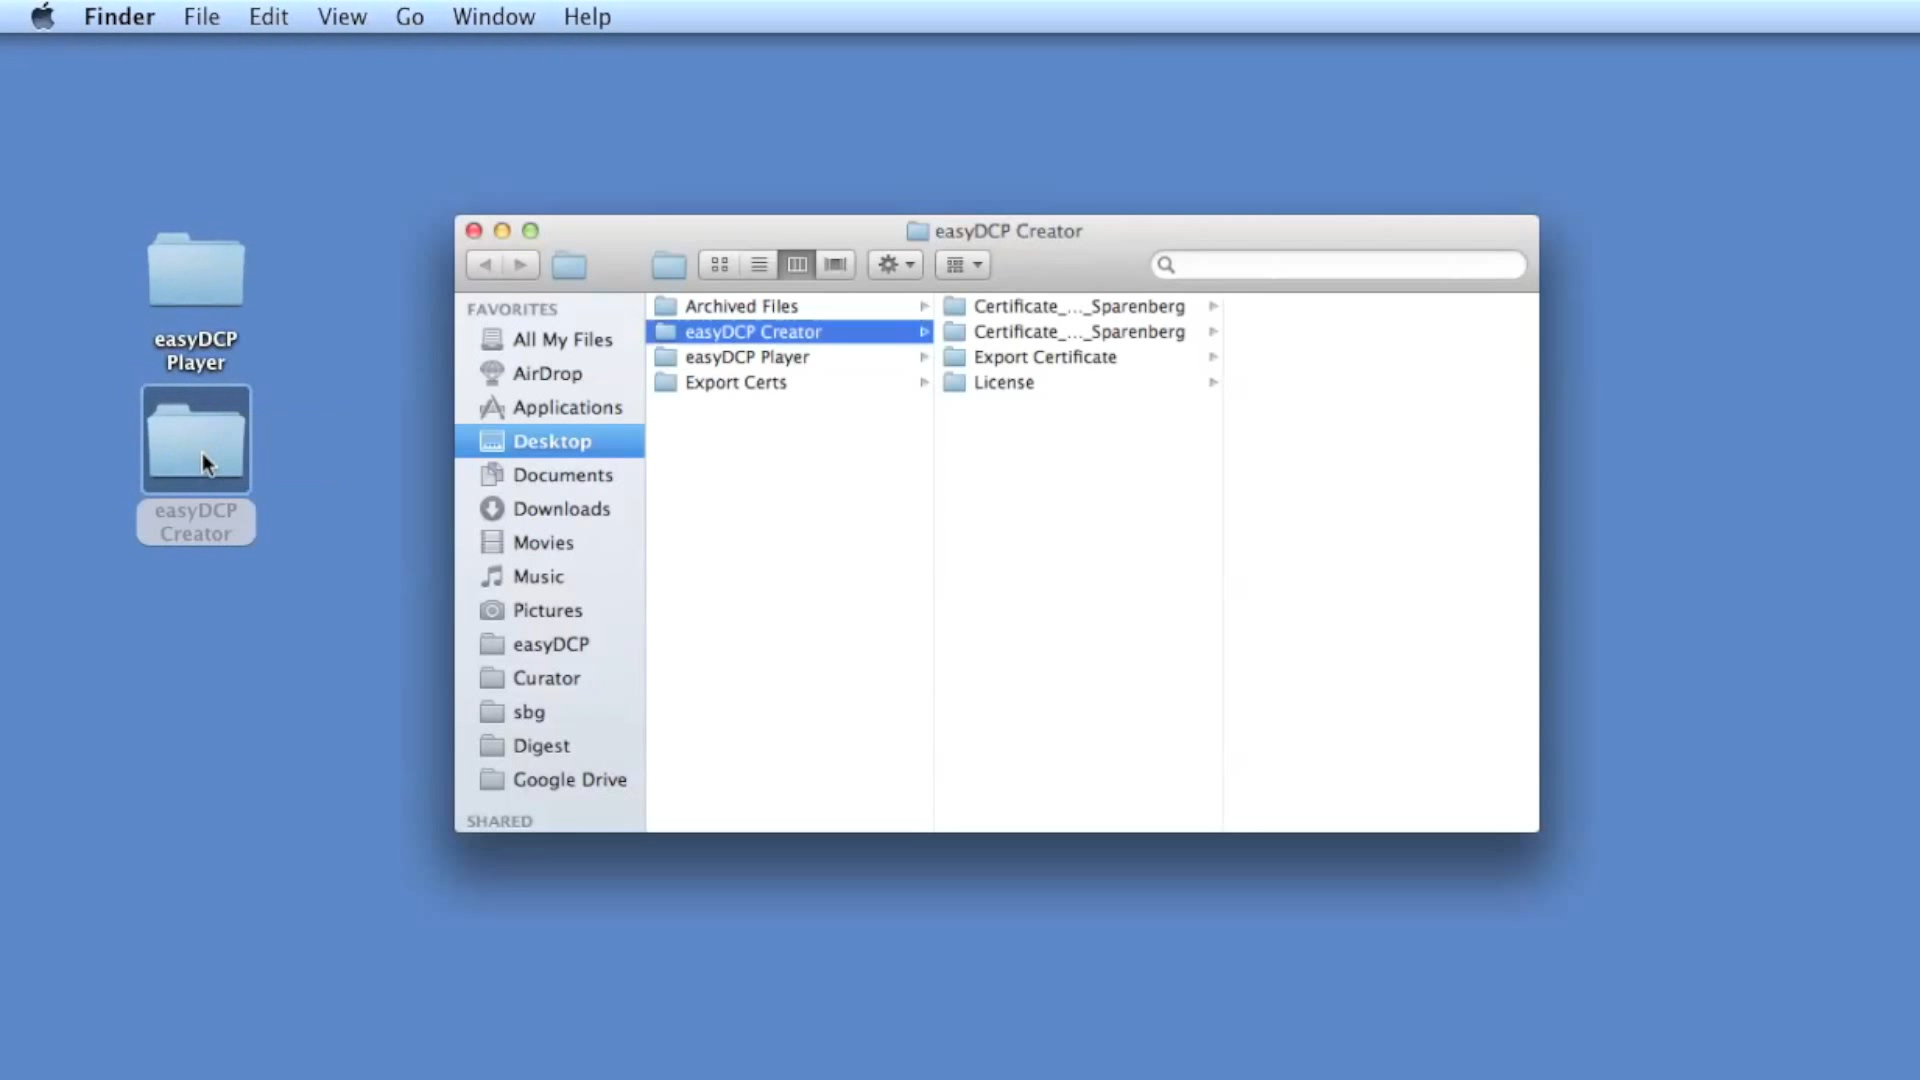 Finder File Edit View Go Window Help
easyDCP
Player
easyDCP
Creator
easyDCP Creator
FAVORITES
All My Files
AirDrop
Applications
Desktop
Documents
Downloads
Movies
Music
Pictures
easyDCP
Curator
sbg
Digest
Google Drive
SHARED
Archived Files
easyDCP Creator
easyDCP Player
Export Certs
Certificate_..._Sparenberg
Certificate_..._Sparenberg
Export Certificate
License